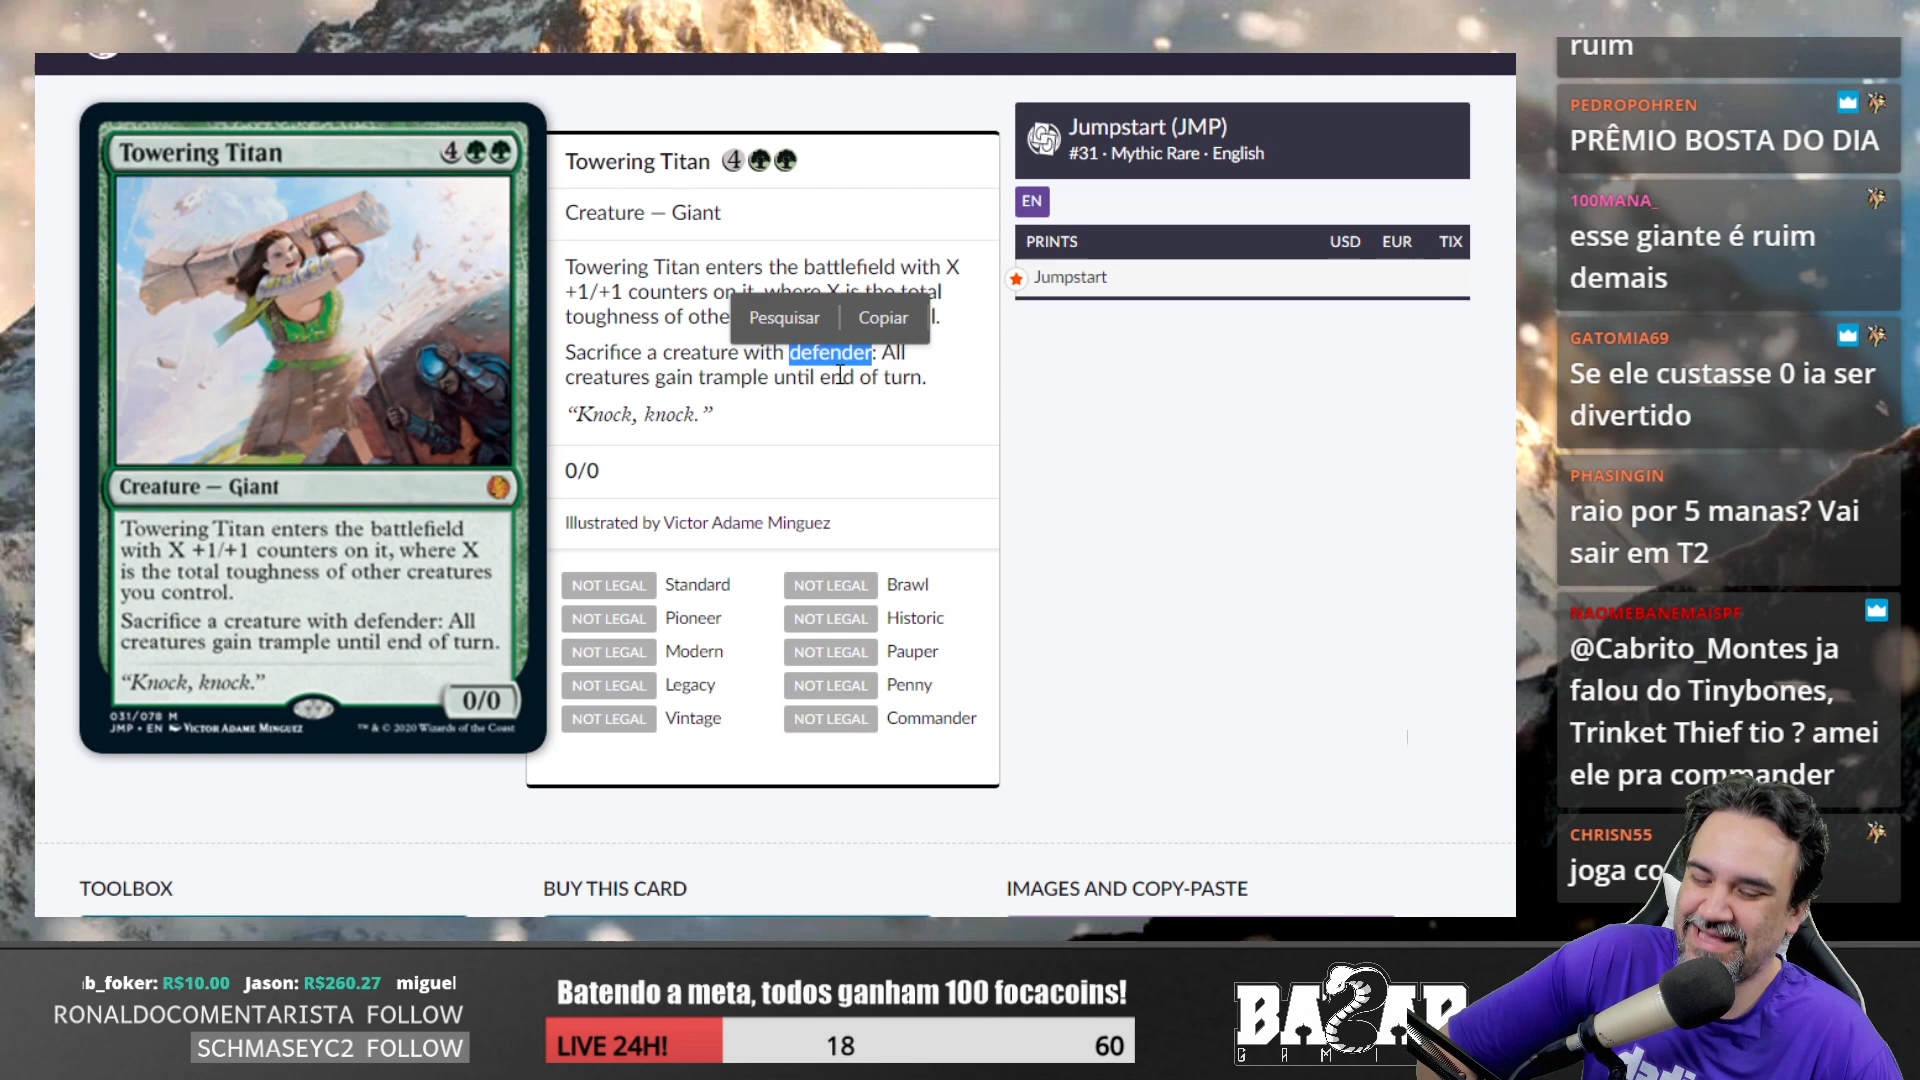 Towering Titan 4
Creature — Giant
Towering Titan enters the battlefield
with X +1/+1 counters on it, where X
is the total toughness of other creatures
you control.
Sacrifice a creature with defender: All
creatures gain trample until end of turn.
“Knock, knock.”
0/0
031/078 M
JMP • EN VICTOR ADAME MINGUEZ
™ & © 2020 Wizards of the Coast
Towering Titan 4
Creature — Giant
Towering Titan enters the battlefield with X
+1/+1 counters on it, where X is the total
toughness of othe l.
Pesquisar Copiar
Sacrifice a creature with defender: All
creatures gain trample until end of turn.
“Knock, knock.”
0/0
Illustrated by Victor Adame Minguez
NOT LEGAL Standard NOT LEGAL Brawl
NOT LEGAL Pioneer NOT LEGAL Historic
NOT LEGAL Modern NOT LEGAL Pauper
NOT LEGAL Legacy NOT LEGAL Penny
NOT LEGAL Vintage NOT LEGAL Commander
Jumpstart (JMP)
#31 · Mythic Rare · English
EN
PRINTS USD EUR TIX
Jumpstart
TOOLBOX BUY THIS CARD IMAGES AND COPY-PASTE
ruim
PEDROPOHREN
PRÊMIO BOSTA DO DIA
100MANA_
esse giante é ruim
demais
GATOMIA69
Se ele custasse 0 ia ser
divertido
PHASINGIN
raio por 5 manas? Vai
sair em T2
NAOMEBANEMAISPF
@Cabrito_Montes ja
falou do Tinybones,
Trinket Thief tio ? amei
ele pra commander
CHRISN55
joga co
b_foker: R$10.00 Jason: R$260.27 miguel
RONALDOCOMENTARISTA FOLLOW
SCHMASEYC2 FOLLOW
Batendo a meta, todos ganham 100 focacoins!
LIVE 24H! 18 60
BAZAR
GAMI